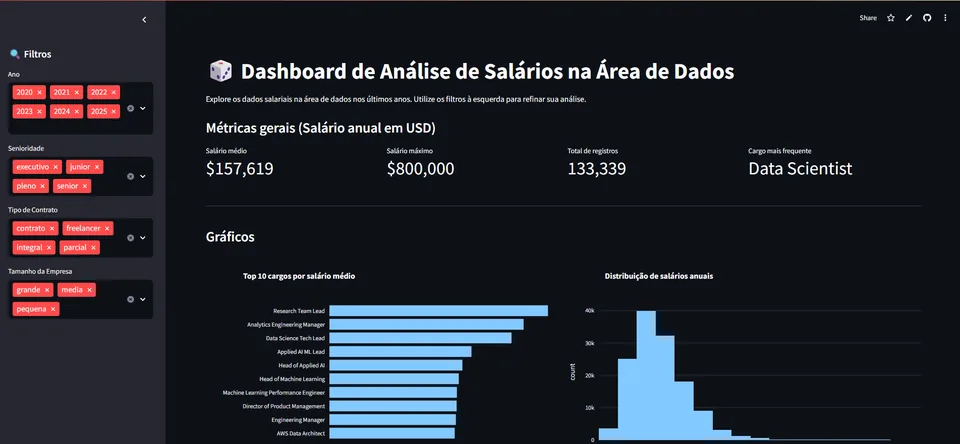 Share
🔍 Filtros
Ano
2020 × 2021 × 2022 ×
2023 × 2024 × 2025 ×
Senioridade
executivo × junior ×
pleno × senior ×
Tipo de Contrato
contrato × freelancer ×
integral × parcial ×
Tamanho da Empresa
grande × media ×
pequena ×
🎲 Dashboard de Análise de Salários na Área de Dados
Explore os dados salariais na área de dados nos últimos anos. Utilize os filtros à esquerda para refinar sua análise.
Métricas gerais (Salário anual em USD)
Salário médio
$157,619
Salário máximo
$800,000
Total de registros
133,339
Cargo mais frequente
Data Scientist
Gráficos
Top 10 cargos por salário médio
Research Team Lead
Analytics Engineering Manager
Data Science Tech Lead
Applied AI ML Lead
Head of Applied AI
Head of Machine Learning
Machine Learning Performance Engineer
Director of Product Management
Engineering Manager
AWS Data Architect
Distribuição de salários anuais
count
40k
30k
20k
10k
0